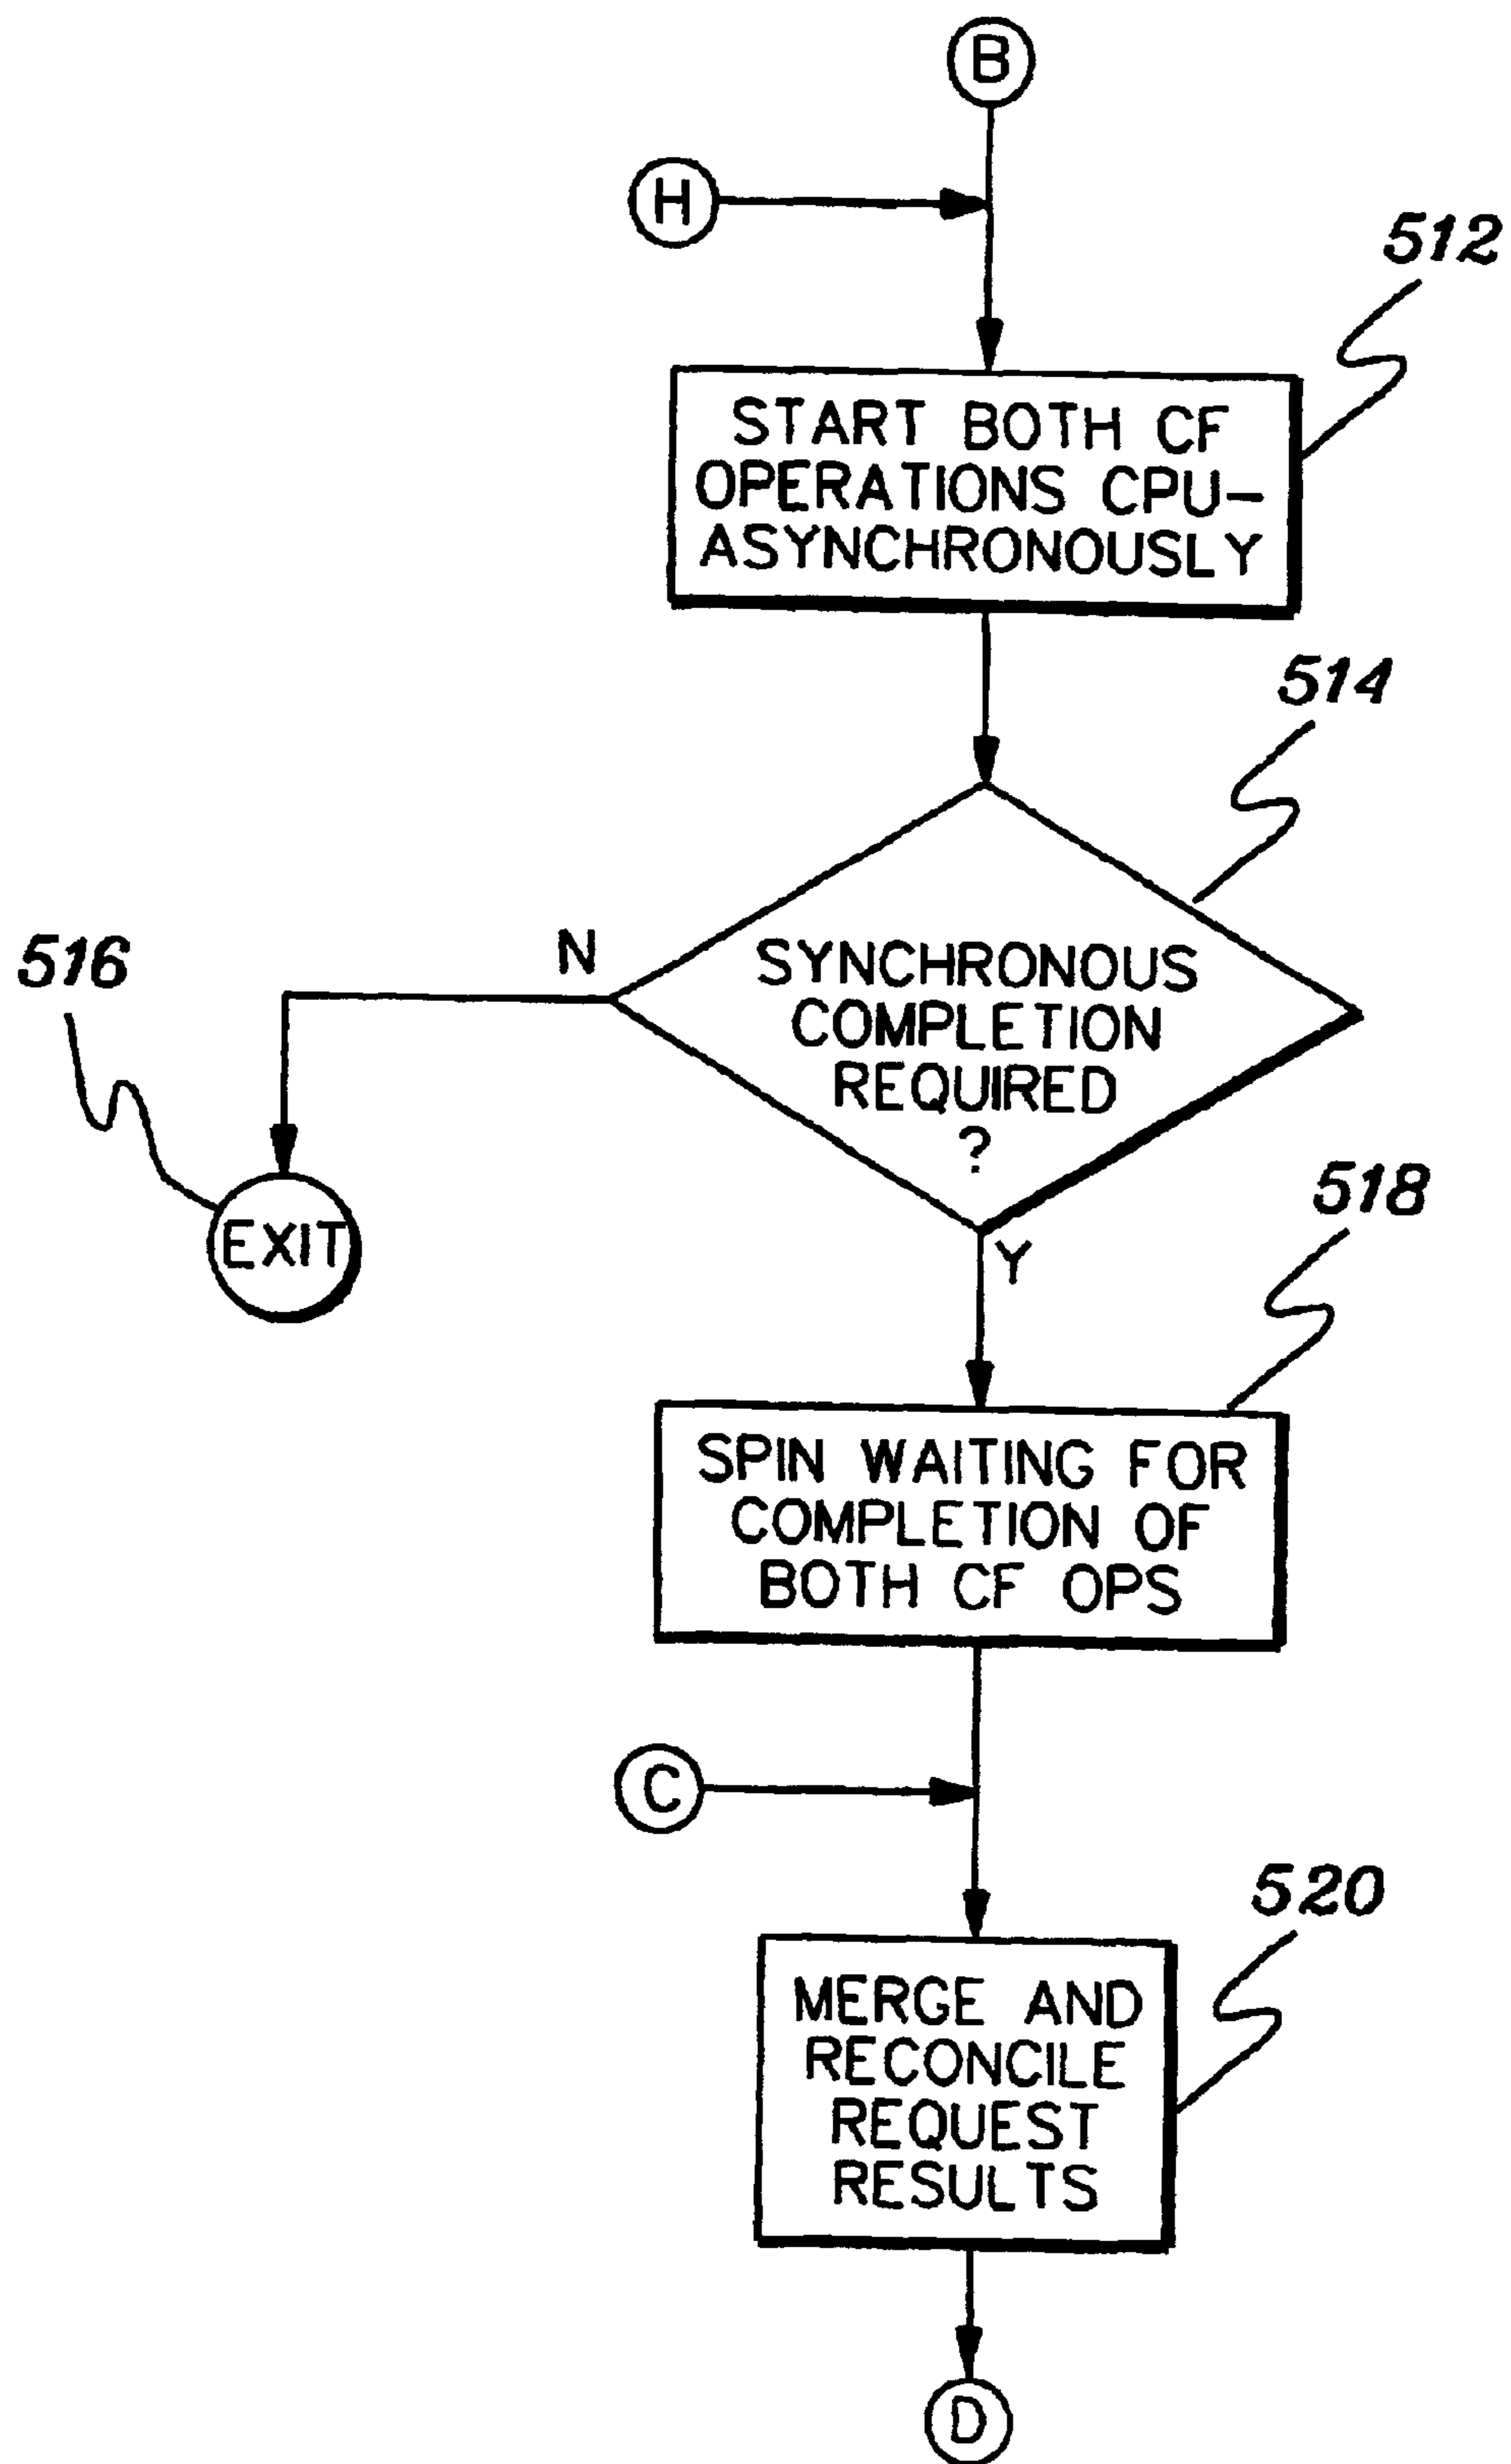 B
H
512
START BOTH CF
OPERATIONS CPU-
ASYNCHRONOUSLY
514
516
N
SYNCHRONOUS
COMPLETION
REQUIRED
?
EXIT
Y
518
SPIN WAITING FOR
COMPLETION OF
BOTH CF OPS
C
520
MERGE AND
RECONCILE
REQUEST
RESULTS
D